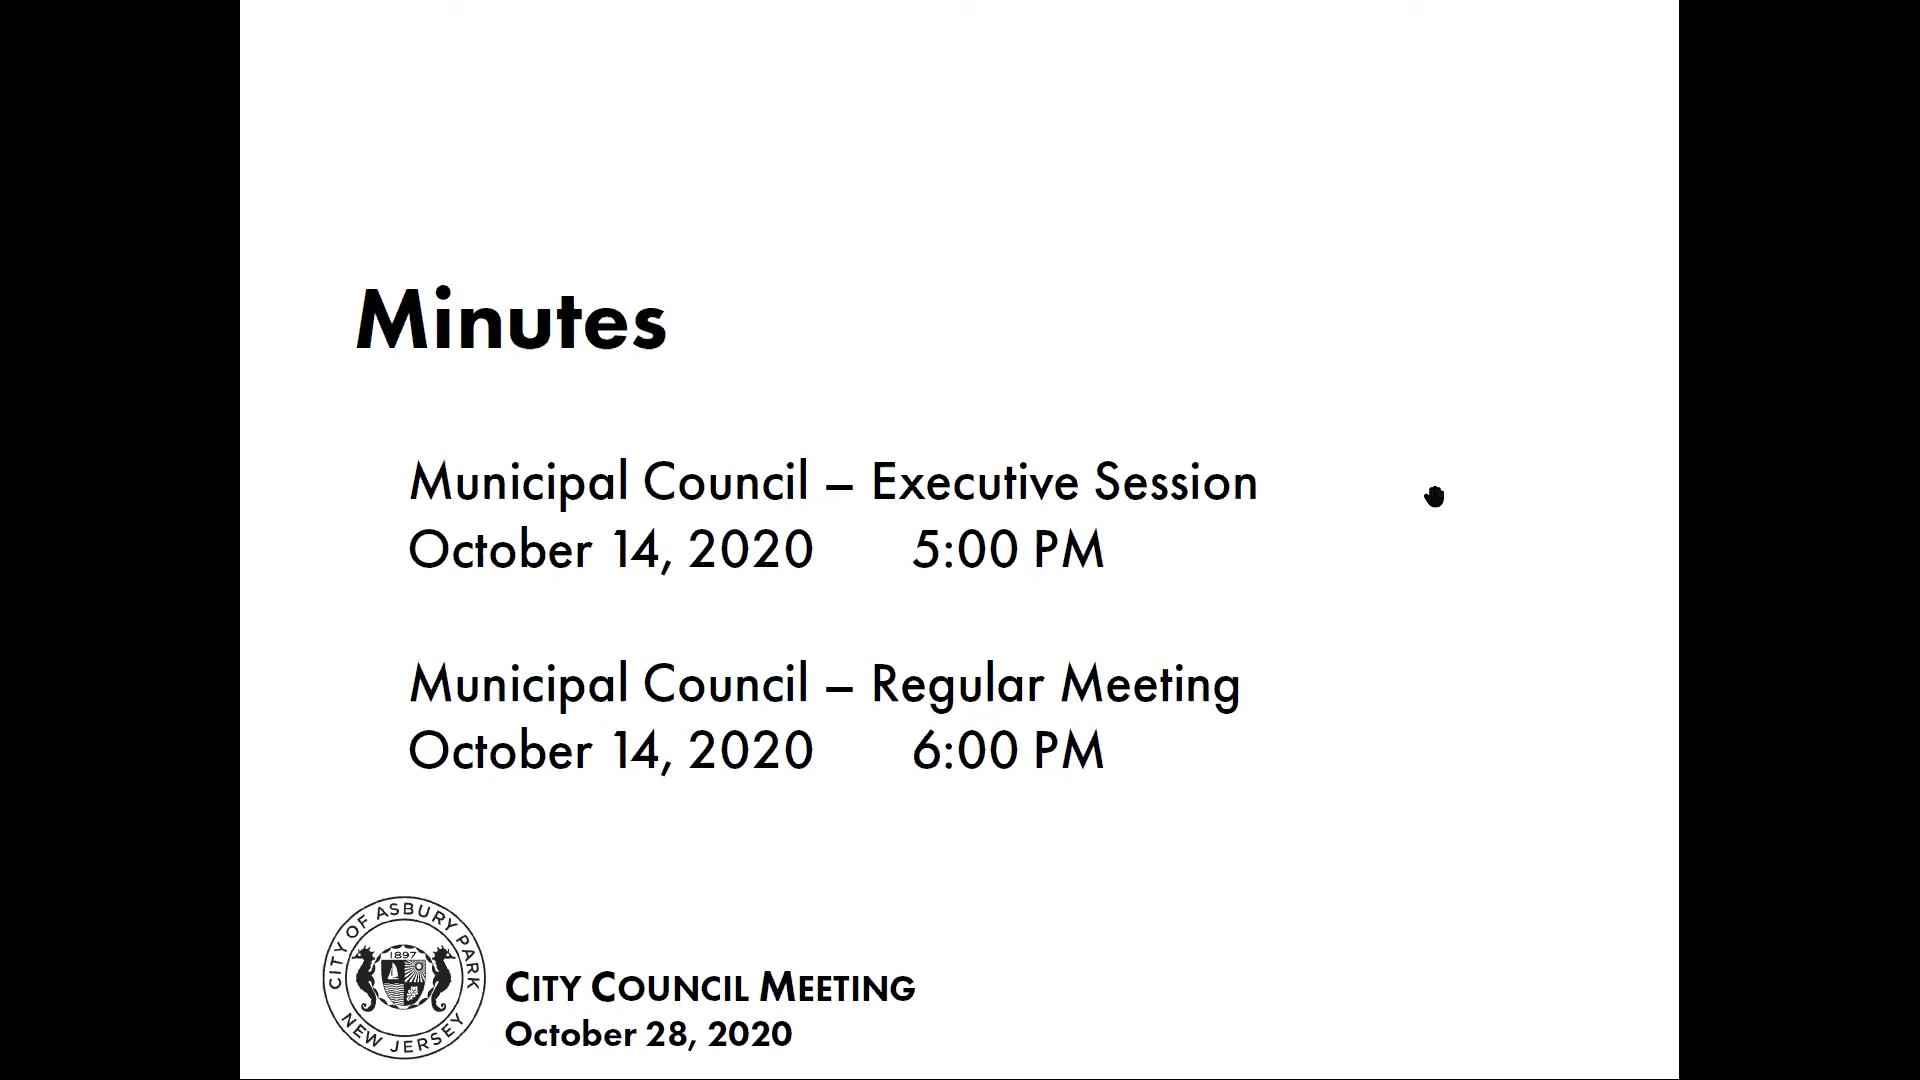 Minutes
Municipal Council – Executive Session
October 14, 2020 5:00 PM
Municipal Council – Regular Meeting
October 14, 2020 6:00 PM
CITY OF ASBURY PARK
1897
NEW JERSEY
CITY COUNCIL MEETING
October 28, 2020